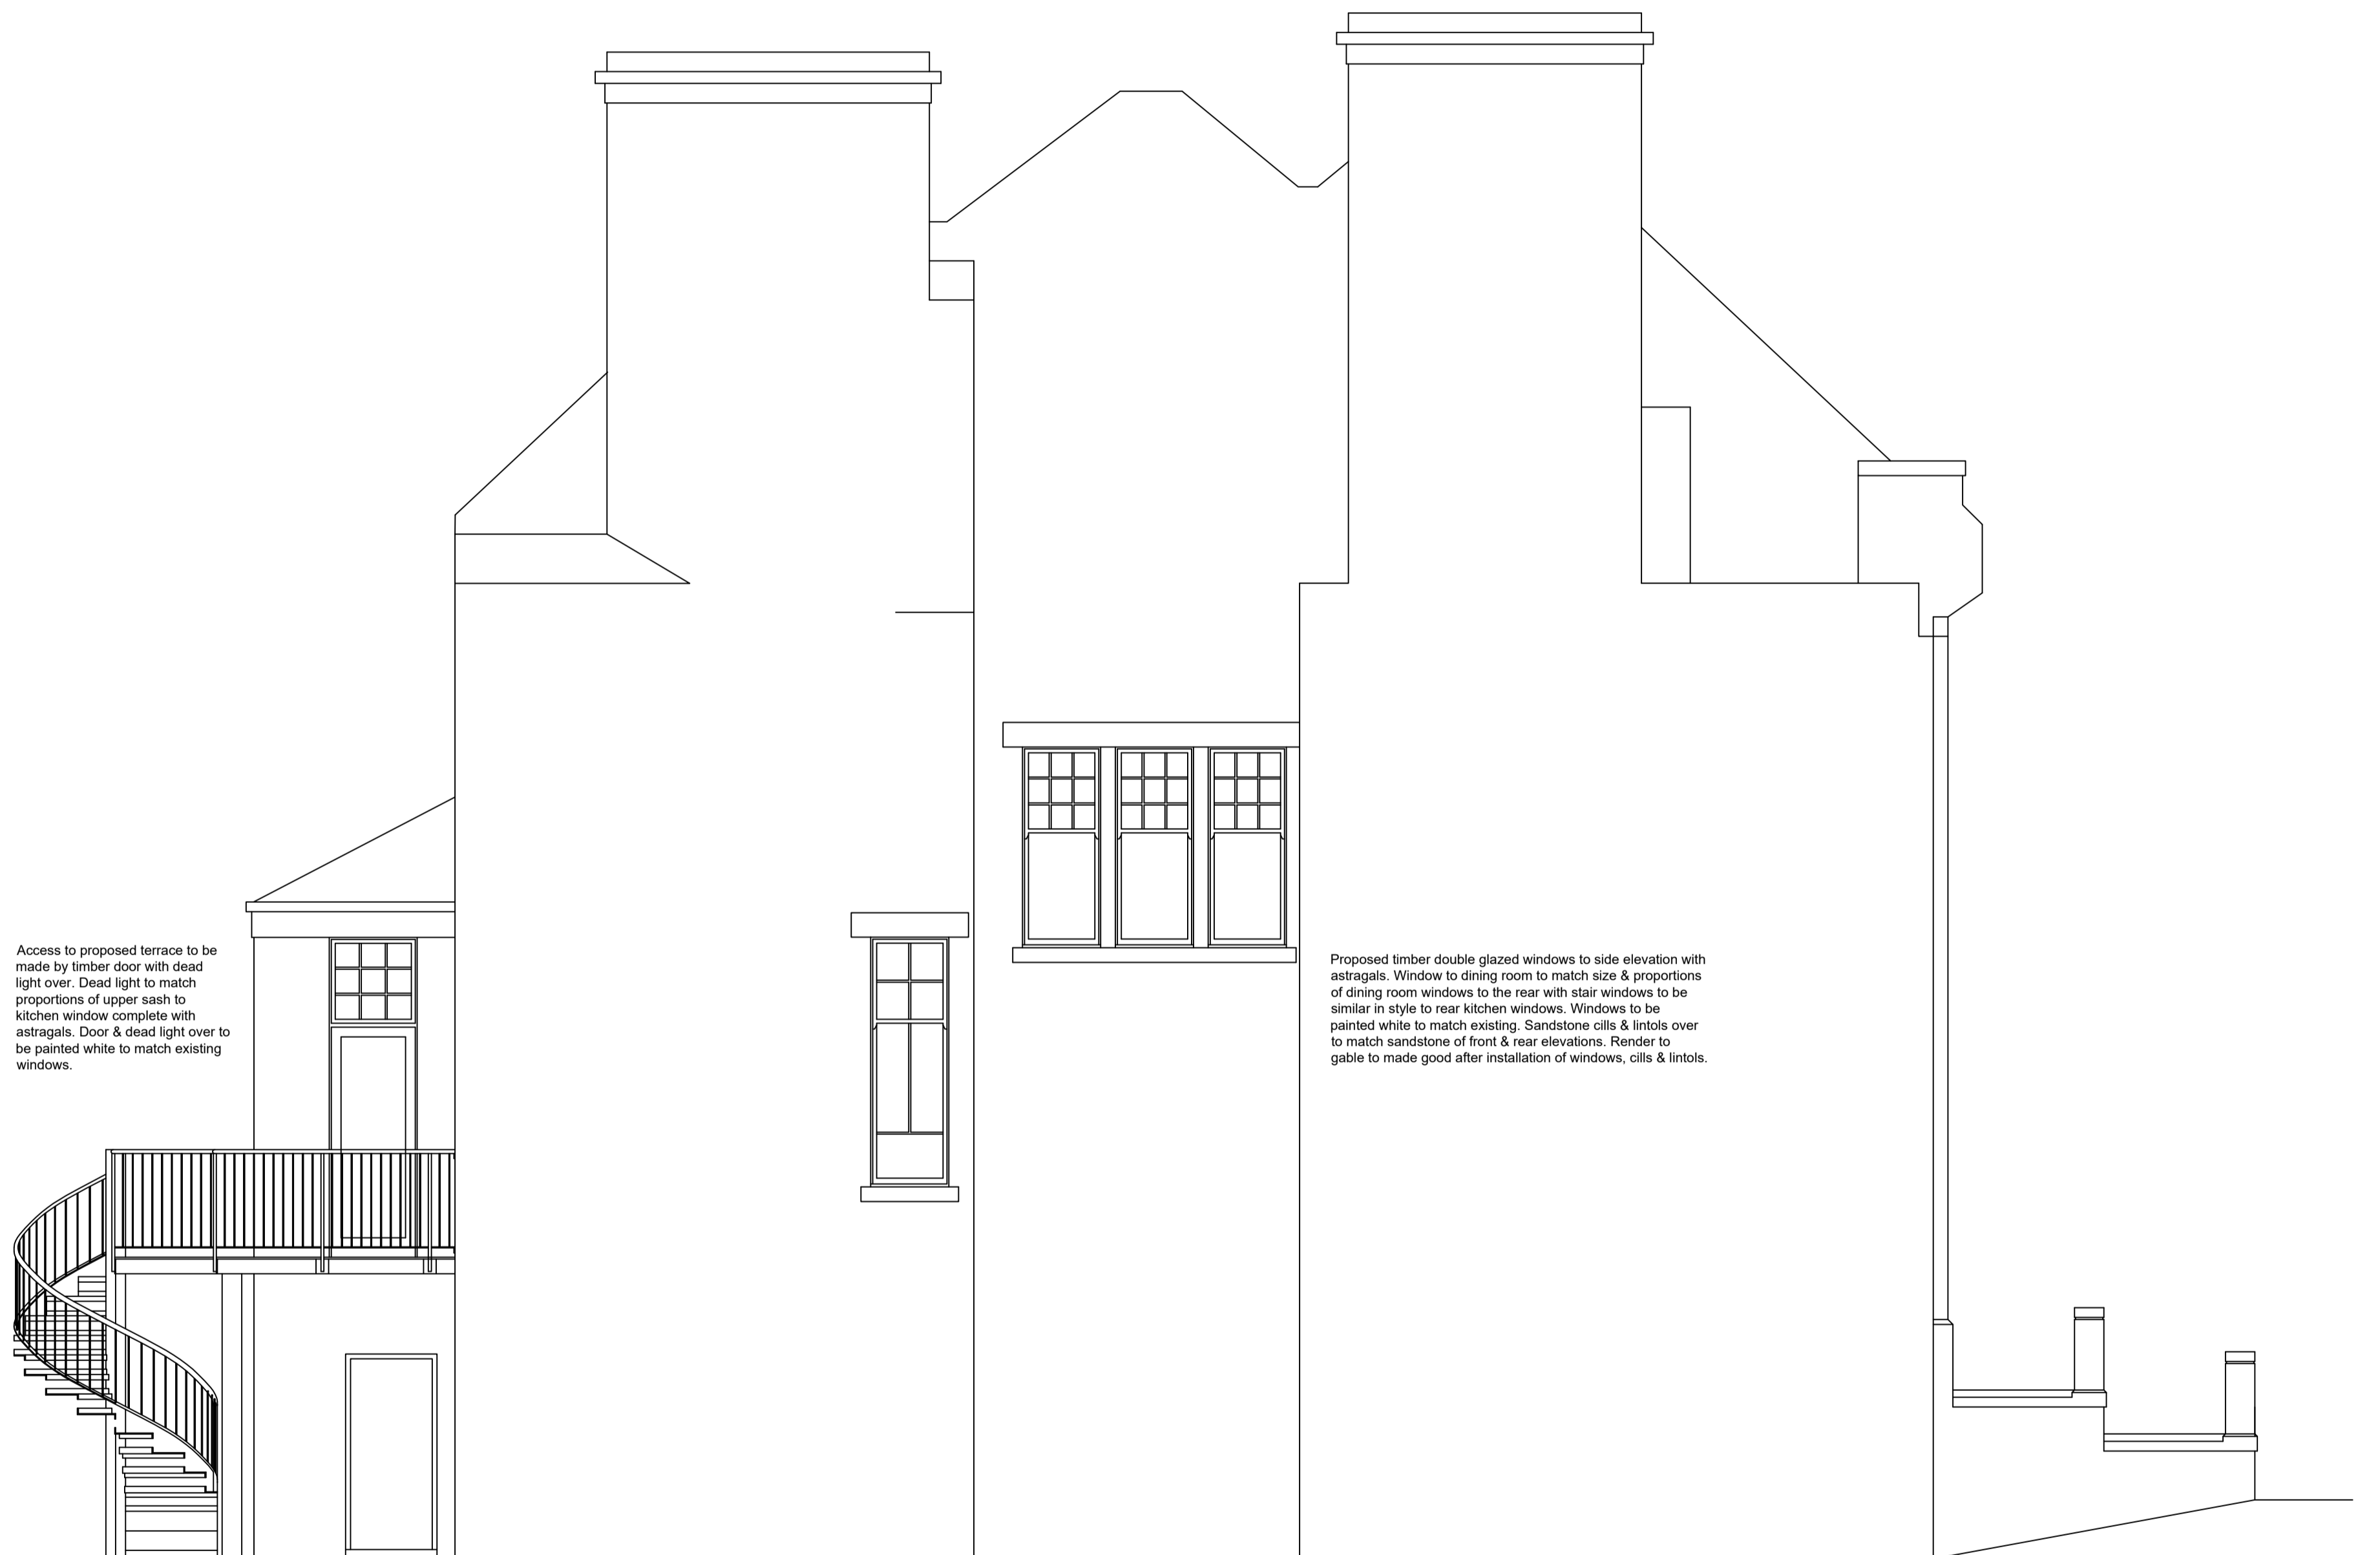 Access to proposed terrace to be
made by timber door with dead
light over. Dead light to match
proportions of upper sash to
kitchen window complete with
astragals. Door & dead light over to
be painted white to match existing
windows.
Proposed timber double glazed windows to side elevation with
astragals. Window to dining room to match size & proportions
of dining room windows to the rear with stair windows to be
similar in style to rear kitchen windows. Windows to be
painted white to match existing. Sandstone cills & lintols over
to match sandstone of front & rear elevations. Render to
gable to made good after installation of windows, cills & lintols.